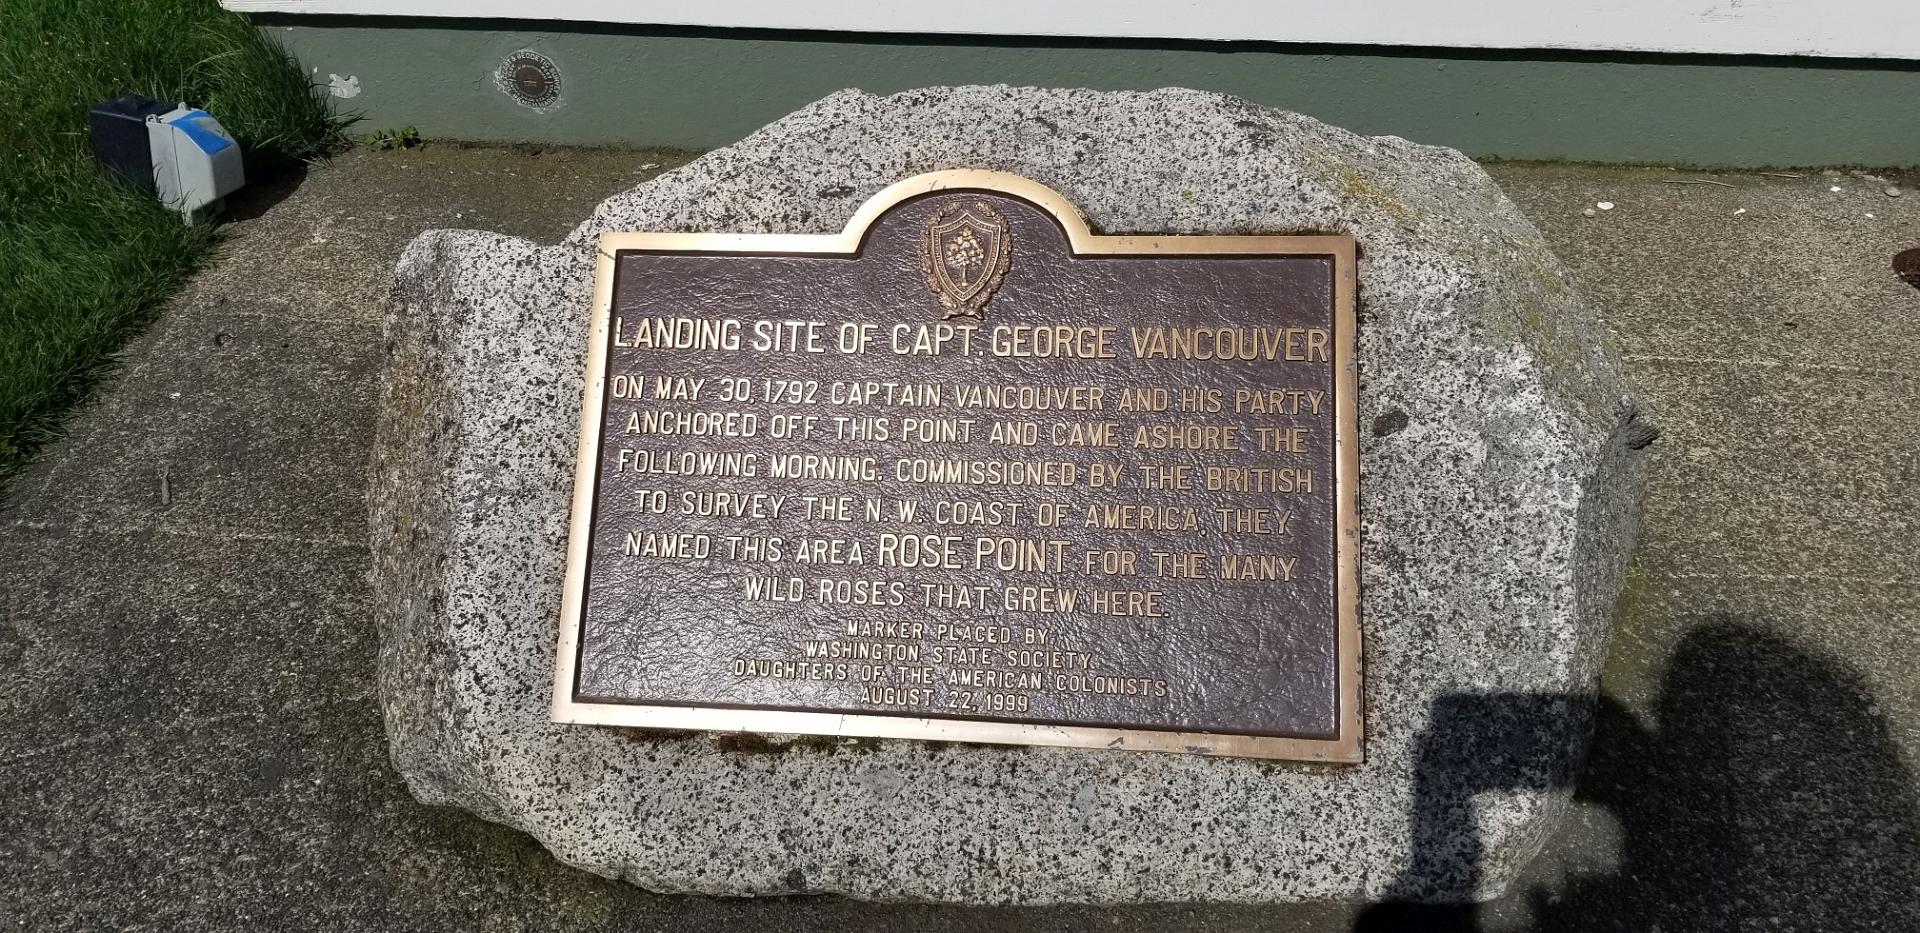 LANDING SITE OF CAPT. GEORGE VANCOUVER
ON MAY 30, 1792 CAPTAIN VANCOUVER AND HIS PARTY
ANCHORED OFF THIS POINT AND CAME ASHORE THE
FOLLOWING MORNING. COMMISSIONED BY THE BRITISH
TO SURVEY THE N.W. COAST OF AMERICA, THEY
NAMED THIS AREA ROSE POINT FOR THE MANY
WILD ROSES THAT GREW HERE.
MARKER PLACED BY
WASHINGTON STATE SOCIETY
DAUGHTERS OF THE AMERICAN COLONISTS
AUGUST 22, 1999